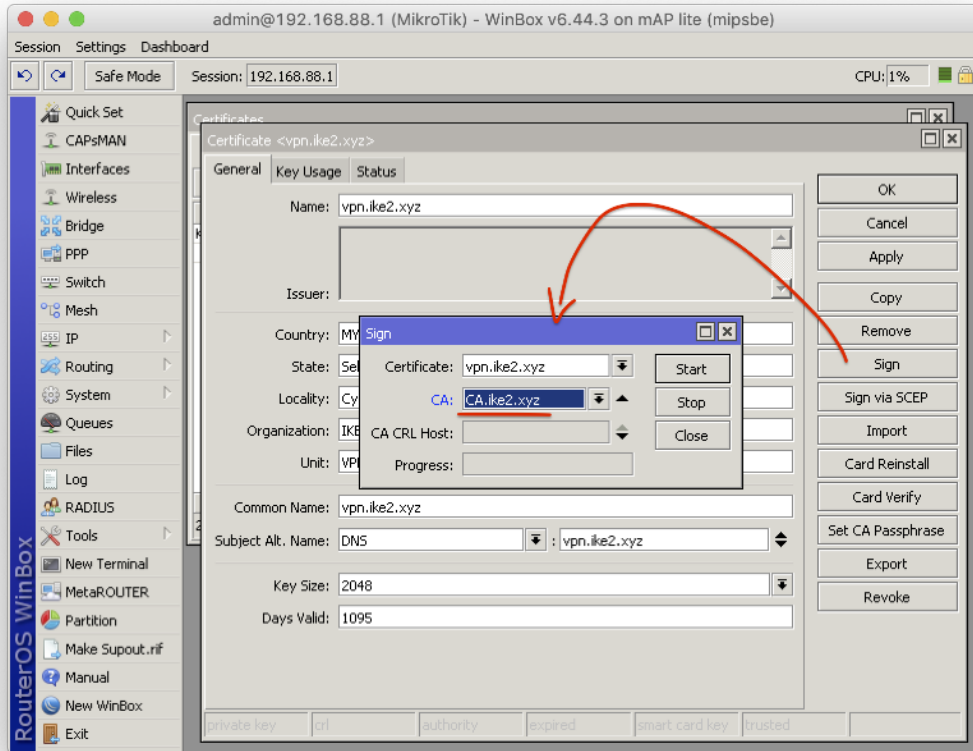 admin@192.168.88.1 (MikroTik) - WinBox v6.44.3 on mAP lite (mipsbe)
Session Settings Dashboard
Safe Mode Session: 192.168.88.1 CPU: 1%
RouterOS WinBox
Quick Set
CAPsMAN
Interfaces
Wireless
Bridge
PPP
Switch
Mesh
255 IP
Routing
System
Queues
Files
Log
RADIUS
Tools
New Terminal
MetaROUTER
Partition
Make Supout.rif
Manual
New WinBox
Exit
Certificates
Certificate <vpn.ike2.xyz>
General Key Usage Status
Name: vpn.ike2.xyz
Issuer:
Country: MY
State: Sel
Locality: Cy
Organization: IKE
Unit: VPN
Common Name: vpn.ike2.xyz
Subject Alt. Name: DNS : vpn.ike2.xyz
Key Size: 2048
Days Valid: 1095
private key crl authority expired smart card key trusted
Sign
Certificate: vpn.ike2.xyz
CA: CA.ike2.xyz
CA CRL Host:
Progress:
Start
Stop
Close
OK
Cancel
Apply
Copy
Remove
Sign
Sign via SCEP
Import
Card Reinstall
Card Verify
Set CA Passphrase
Export
Revoke